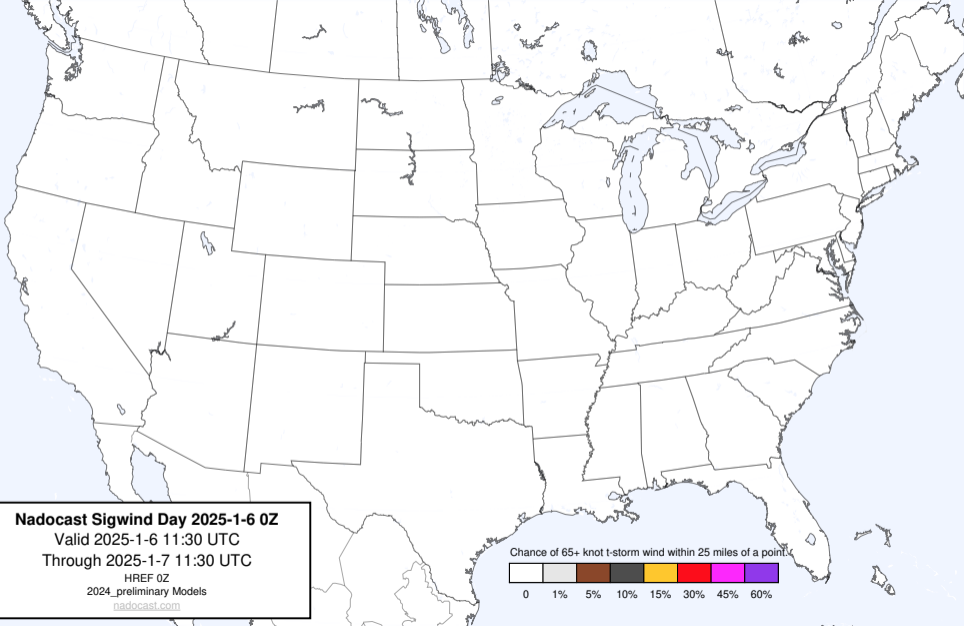 Nadocast Sigwind Day 2025-1-6 0Z
Valid 2025-1-6 11:30 UTC
Through 2025-1-7 11:30 UTC
HREF 0Z
2024_preliminary Models
nadocast.com
Chance of 65+ knot t-storm wind within 25 miles of a point.
0 1% 5% 10% 15% 30% 45% 60%